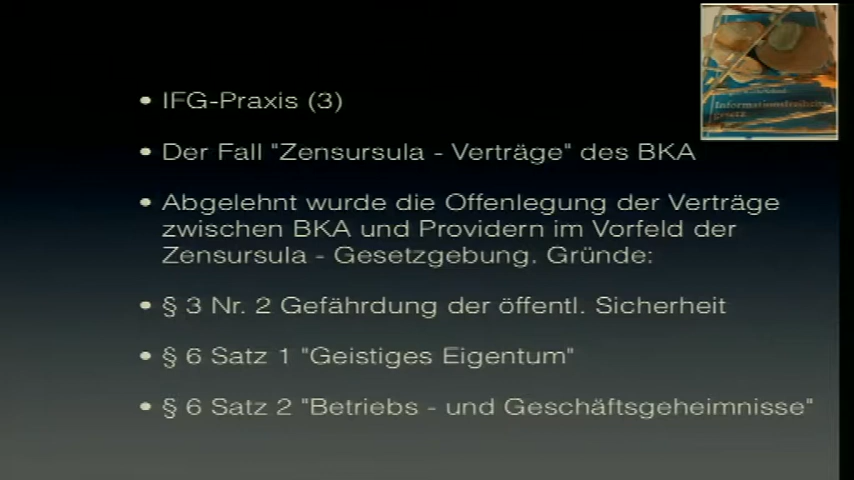 • IFG-Praxis (3)
• Der Fall "Zensursula - Verträge" des BKA
• Abgelehnt wurde die Offenlegung der Verträge
zwischen BKA und Providern im Vorfeld der
Zensursula - Gesetzgebung. Gründe:
• § 3 Nr. 2 Gefährdung der öffentl. Sicherheit
• § 6 Satz 1 "Geistiges Eigentum"
• § 6 Satz 2 "Betriebs - und Geschäftsgeheimnisse"
Informationsfreiheits
gesetz